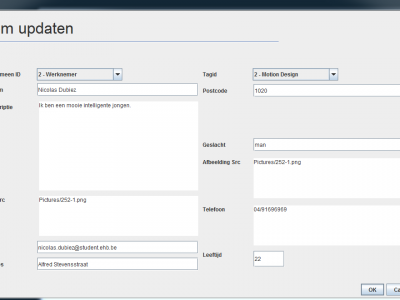 m updaten
meen ID
2 - Werknemer
n
Nicolas Dubiez
riptie
Ik ben een mooie intelligente jongen.
rc
Pictures/252-1.png
nicolas.dubiez@student.ehb.be
s
Alfred Stevensstraat
Tagid
2 - Motion Design
Postcode
1020
Geslacht
man
Afbeelding Src
Pictures/252-1.png
Telefoon
04/91696969
Leeftijd
22
OK
Ca